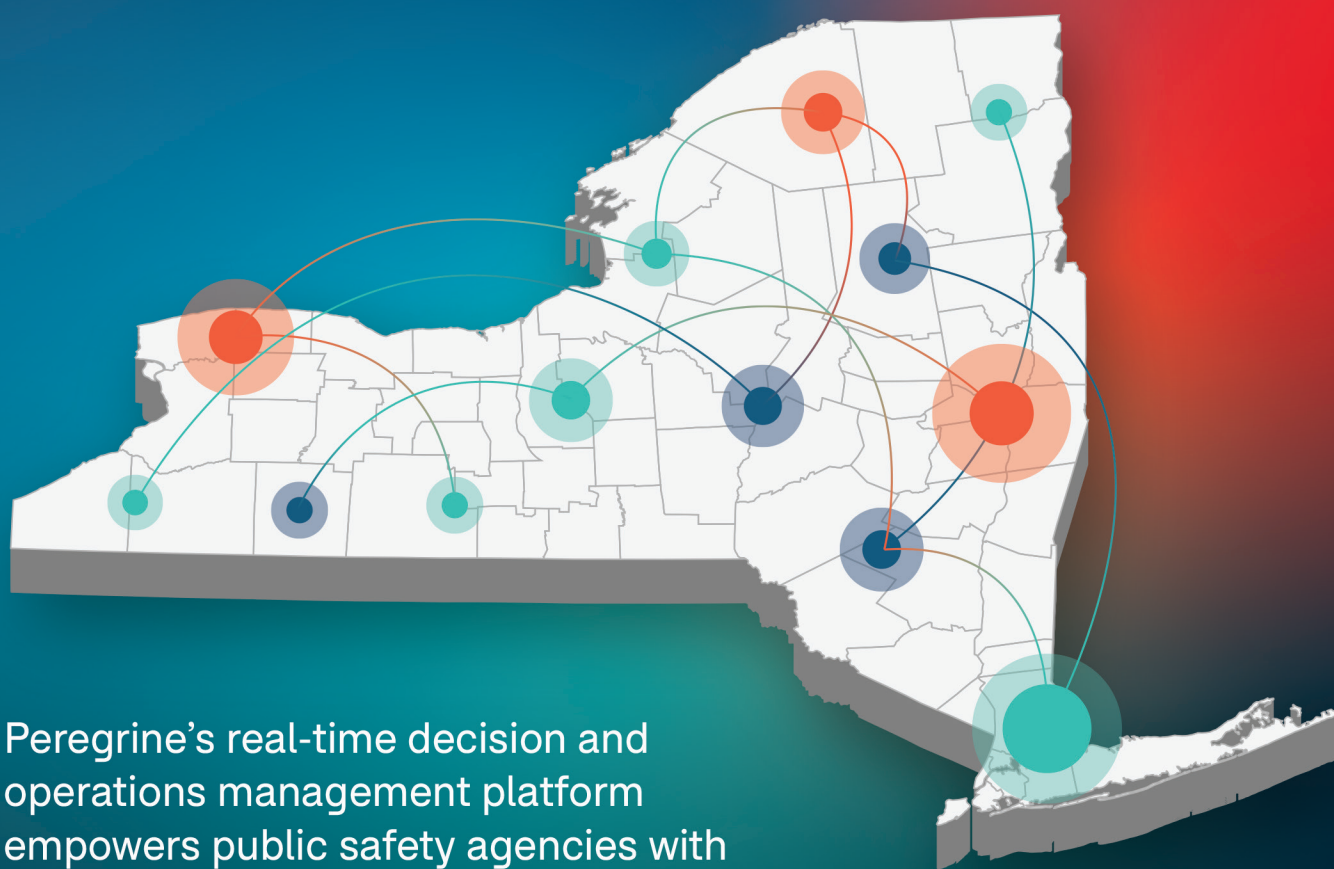 Peregrine’s real-time decision and
operations management platform
empowers public safety agencies with